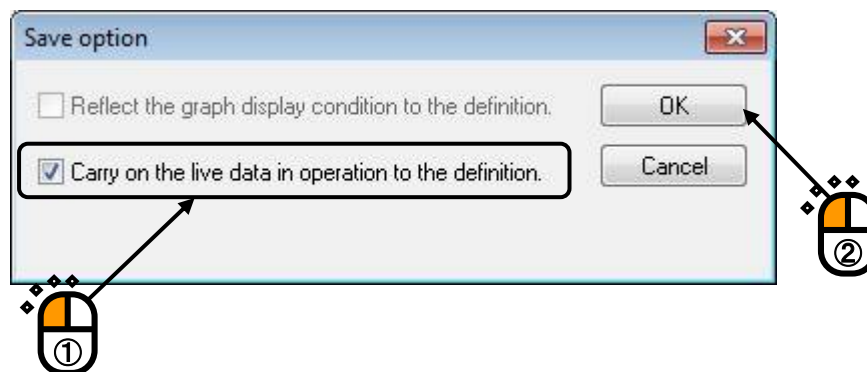 Save option
Reflect the graph display condition to the definition.
OK
Carry on the live data in operation to the definition.
Cancel
②
①